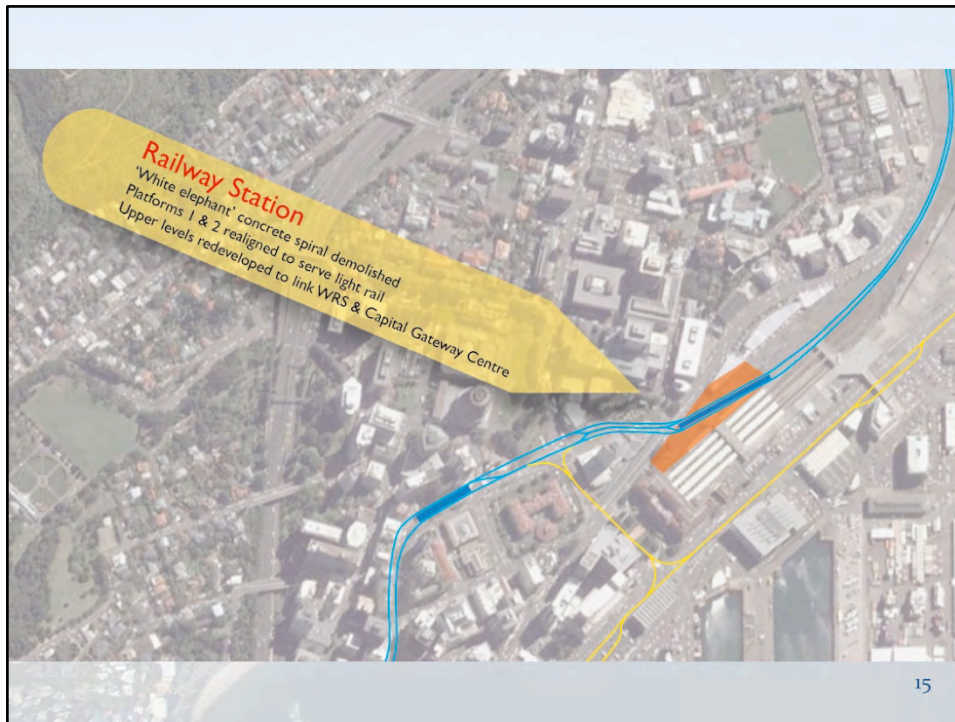 Railway Station
‘White elephant’ concrete spiral demolished
Platforms 1 & 2 realigned to serve light rail
Upper levels redeveloped to link WRS & Capital Gateway Centre
15